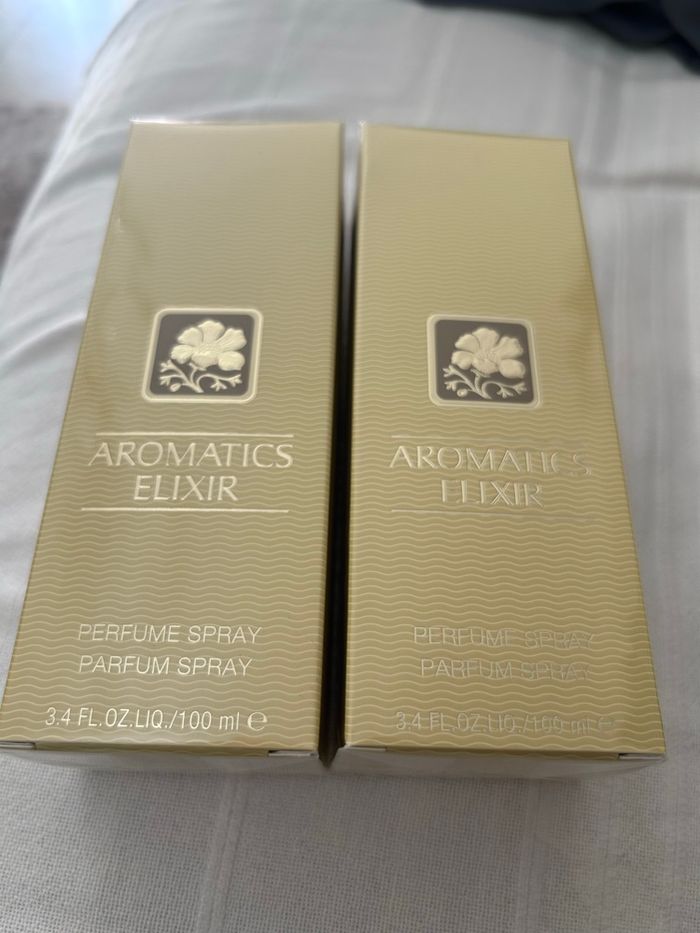 AROMATICS
ELIXIR
PERFUME SPRAY
PARFUM SPRAY
3.4 FL.OZ.LIQ./100 ml ℮
AROMATICS
ELIXIR
PERFUME SPRAY
PARFUM SPRAY
3.4 FL.OZ.LIQ./100 ml ℮